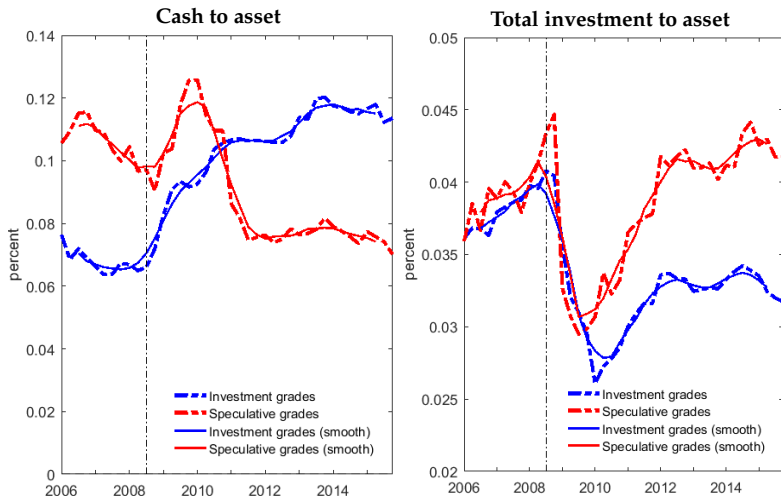 Cash to asset
0.14
0.12
0.1
0.08
0.06
0.04
0.02
0
percent
2006
2008
2010
2012
2014
Investment grades
Speculative grades
Investment grades (smooth)
Speculative grades (smooth)
Total investment to asset
0.05
0.045
0.04
0.035
0.03
0.025
0.02
percent
2006
2008
2010
2012
2014
Investment grades
Speculative grades
Investment grades (smooth)
Speculative grades (smooth)